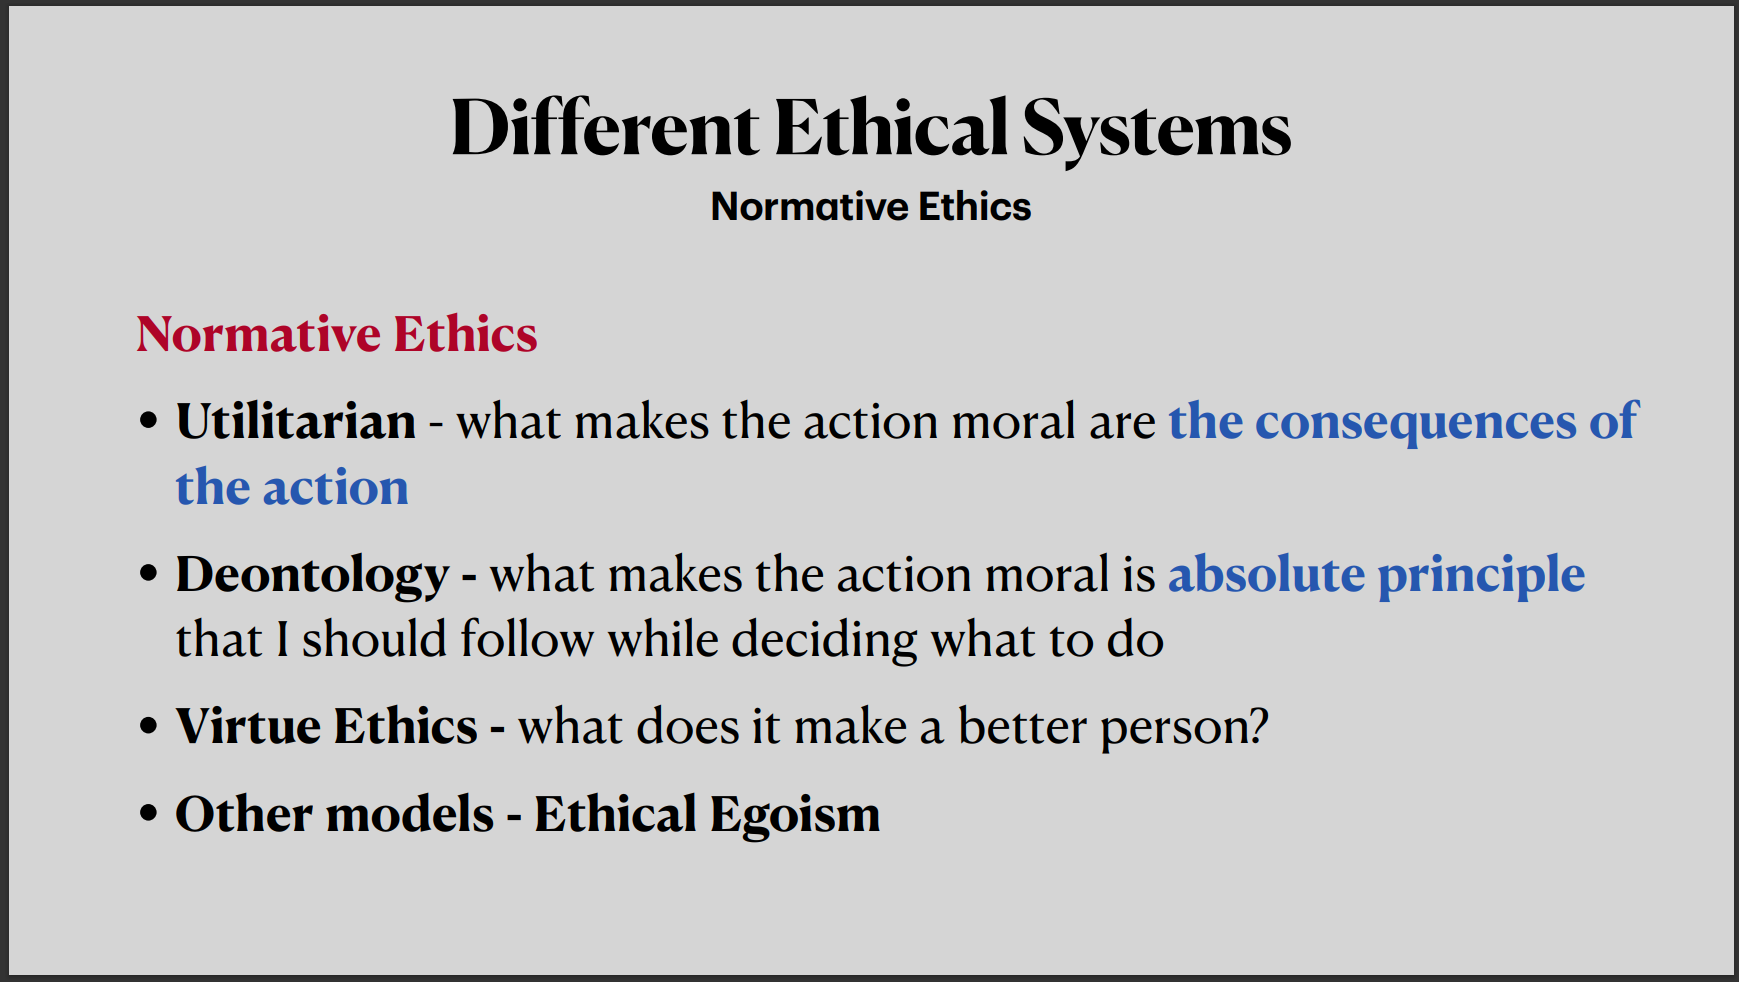 Different Ethical Systems
Normative Ethics
Normative Ethics
• Utilitarian - what makes the action moral are the consequences of
the action
• Deontology - what makes the action moral is absolute principle
that I should follow while deciding what to do
• Virtue Ethics - what does it make a better person?
• Other models - Ethical Egoism